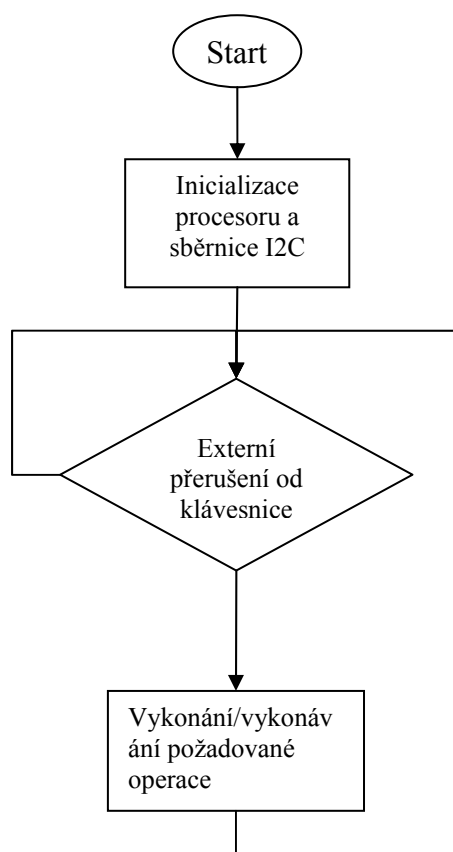 Start
Inicializace
procesoru a
sběrnice I2C
Externí
přerušení od
klávesnice
Vykonání/vykonáv
ání požadované
operace